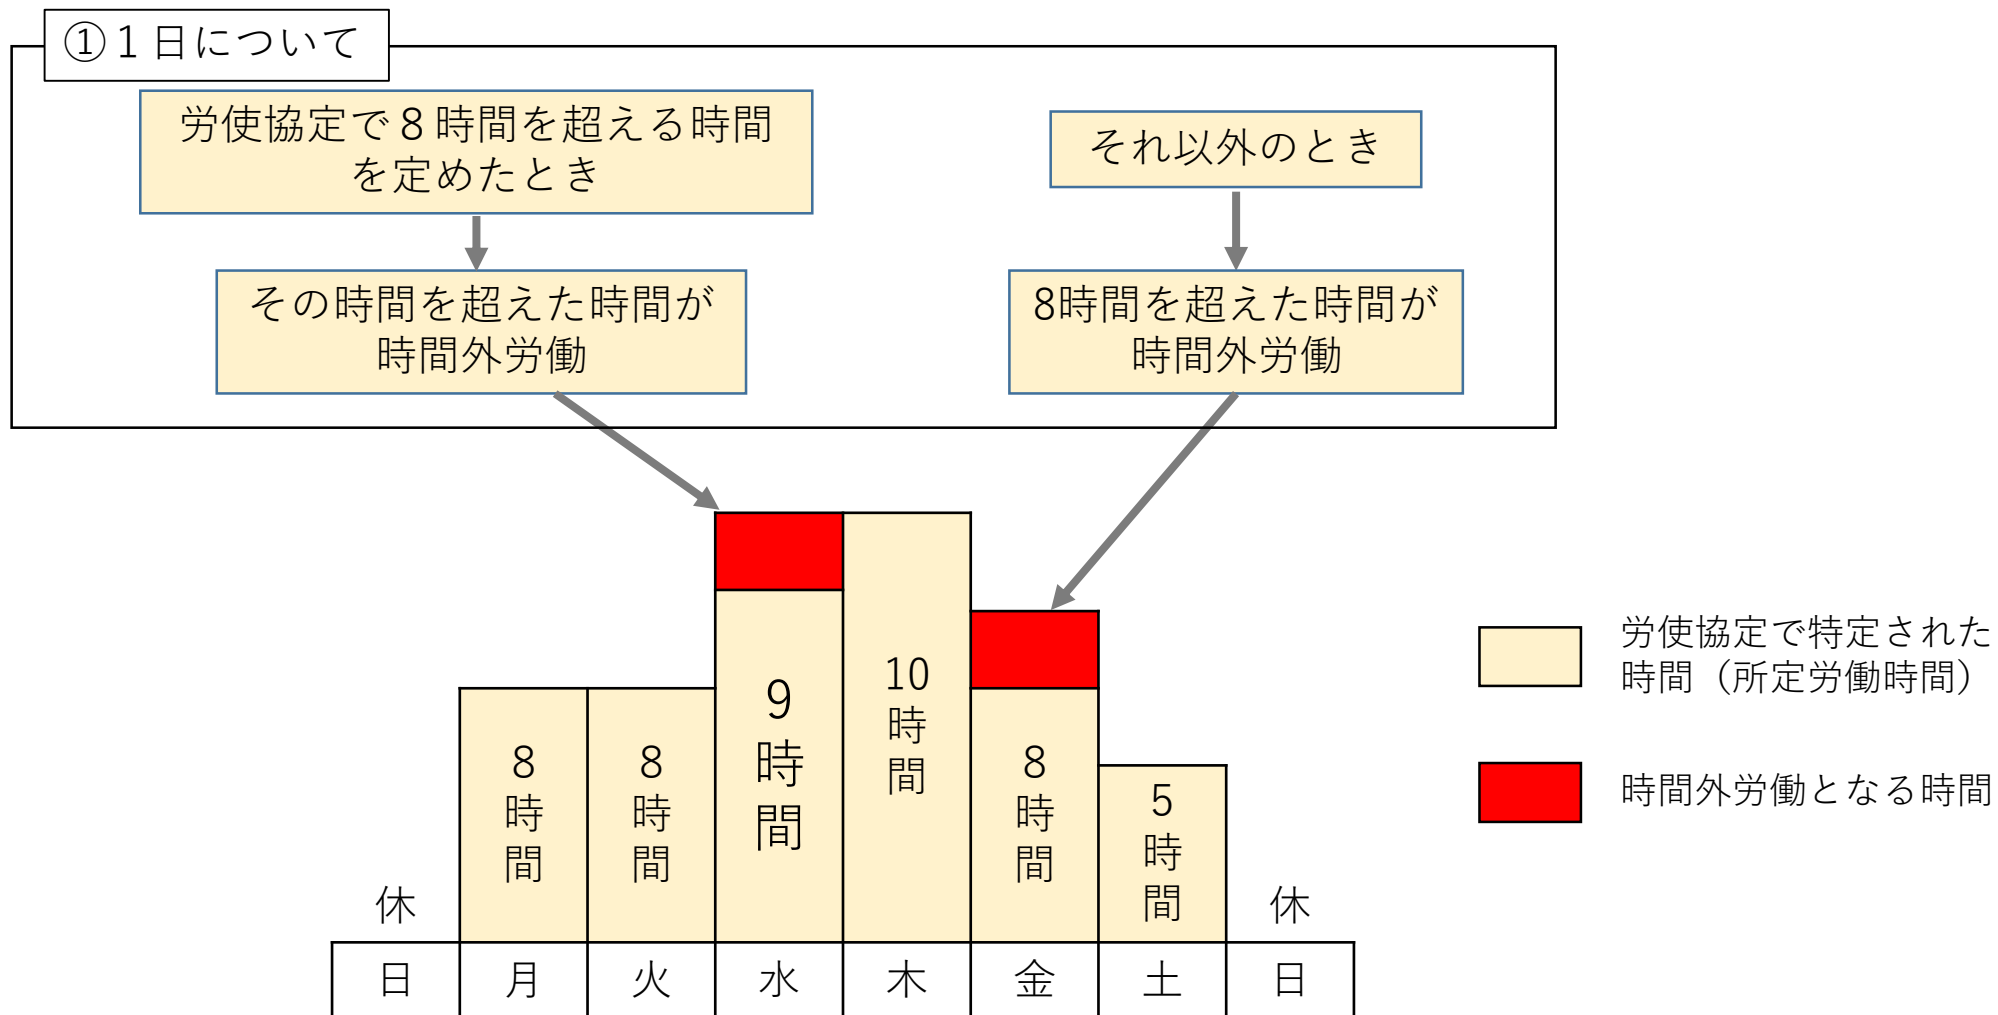 ①１日について
労使協定で８時間を超える時間
を定めたとき
それ以外のとき
その時間を超えた時間が
時間外労働
8時間を超えた時間が
時間外労働
8
時
間
8
時
間
9
時
間
10
時
間
8
時
間
5
時
間
休
休
日
月
火
水
木
金
土
日
労使協定で特定された
時間（所定労働時間）
時間外労働となる時間